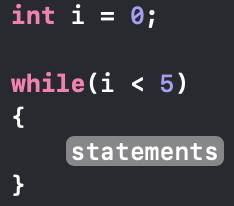 int i = 0;
while(i < 5)
{
statements
}